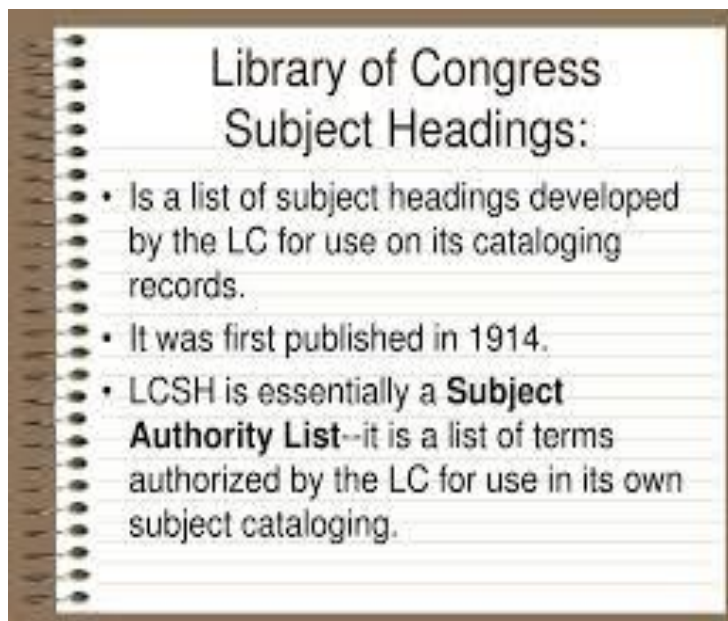 Library of Congress
Subject Headings:
• Is a list of subject headings developed
by the LC for use on its cataloging
records.
• It was first published in 1914.
• LCSH is essentially a Subject
Authority List--it is a list of terms
authorized by the LC for use in its own
subject cataloging.